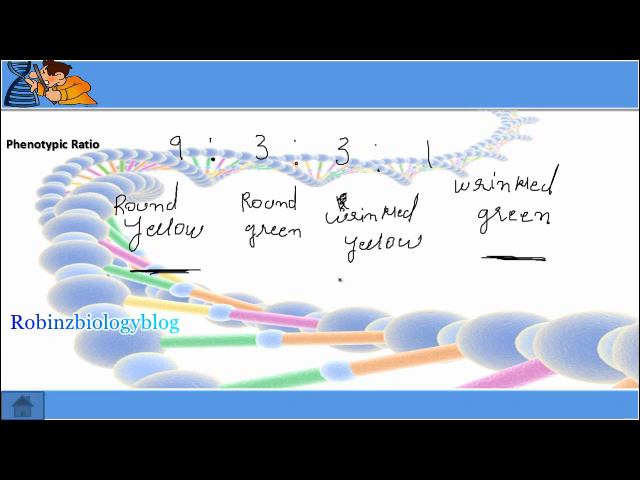 Phenotypic Ratio 9 : 3 : 3 : 1
Round Round wrinkled wrinkled
Yellow green yellow green
Robinzbiologyblog